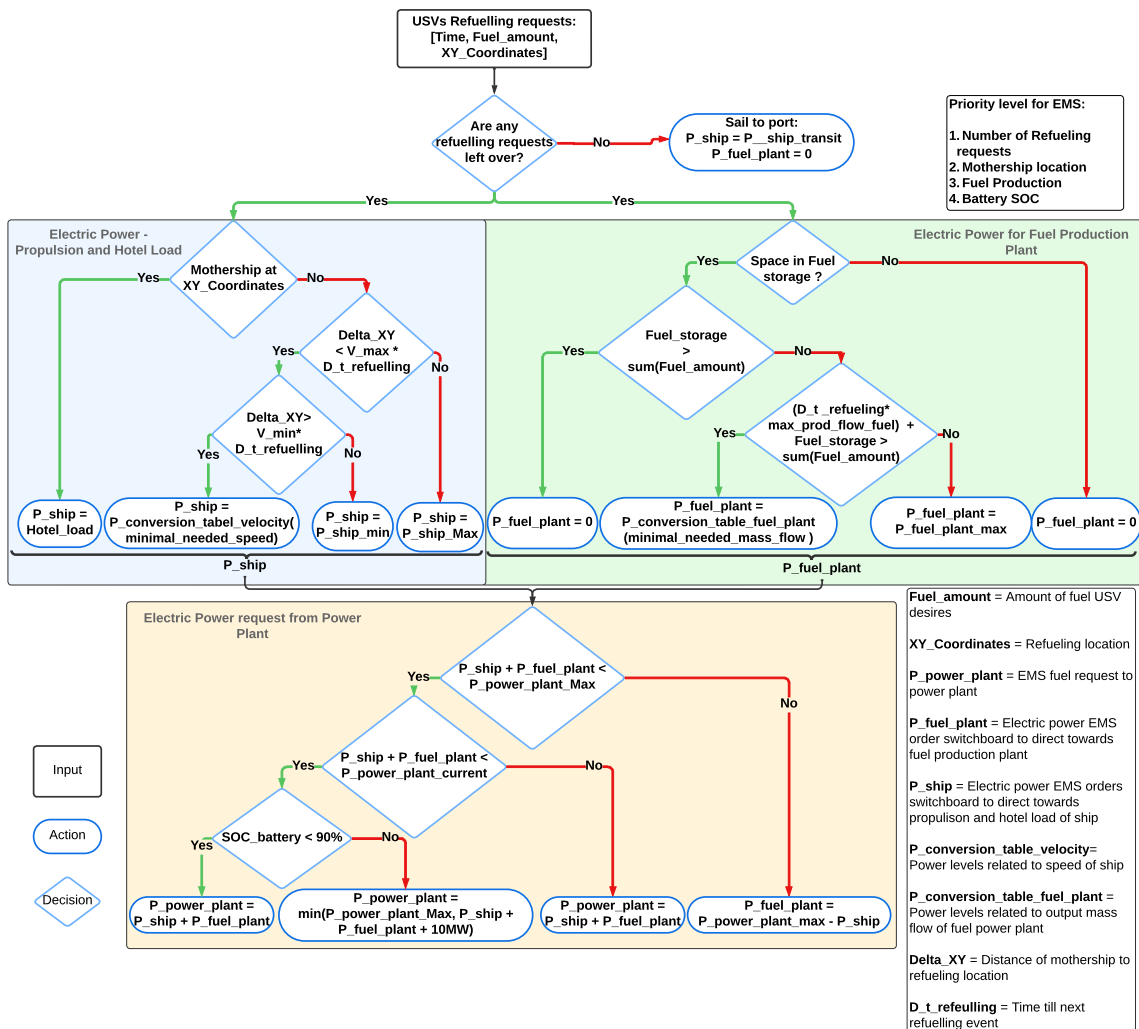 USVs Refuelling requests:
[Time, Fuel_amount,
XY_Coordinates]
Are any
refuelling requests
left over?
No
Sail to port:
P_ship = P__ship_transit
P_fuel_plant = 0
Priority level for EMS:
1. Number of Refueling
requests
2. Mothership location
3. Fuel Production
4. Battery SOC
Yes
Yes
Electric Power -
Propulsion and Hotel Load
Mothership at
XY_Coordinates
Yes
No
Delta_XY
< V_max *
D_t_refuelling
Yes
No
Delta_XY>
V_min*
D_t_refuelling
Yes
No
P_ship =
Hotel_load
P_ship =
P_conversion_tabel_velocity(
minimal_needed_speed)
P_ship =
P_ship_min
P_ship =
P_ship_Max
P_ship
Electric Power for Fuel Production
Plant
Space in Fuel
storage ?
Yes
No
Fuel_storage
>
sum(Fuel_amount)
Yes
No
(D_t _refueling*
max_prod_flow_fuel) +
Fuel_storage >
sum(Fuel_amount)
Yes
No
P_fuel_plant = 0
P_fuel_plant =
P_conversion_table_fuel_plant
(minimal_needed_mass_flow )
P_fuel_plant =
P_fuel_plant_max
P_fuel_plant = 0
P_fuel_plant
Electric Power request from Power
Plant
P_ship + P_fuel_plant <
P_power_plant_Max
Yes
No
P_ship + P_fuel_plant <
P_power_plant_current
Yes
No
SOC_battery < 90%
Yes
No
P_power_plant =
P_ship + P_fuel_plant
P_power_plant =
min(P_power_plant_Max, P_ship +
P_fuel_plant + 10MW)
P_power_plant =
P_ship + P_fuel_plant
P_fuel_plant =
P_power_plant_max - P_ship
Input
Action
Decision
Fuel_amount = Amount of fuel USV
desires
XY_Coordinates = Refueling location
P_power_plant = EMS fuel request to
power plant
P_fuel_plant = Electric power EMS
order switchboard to direct towards
fuel production plant
P_ship = Electric power EMS orders
switchboard to direct towards
propulison and hotel load of ship
P_conversion_table_velocity=
Power levels related to speed of ship
P_conversion_table_fuel_plant =
Power levels related to output mass
flow of fuel power plant
Delta_XY = Distance of mothership to
refueling location
D_t_refeulling = Time till next
refuelling event